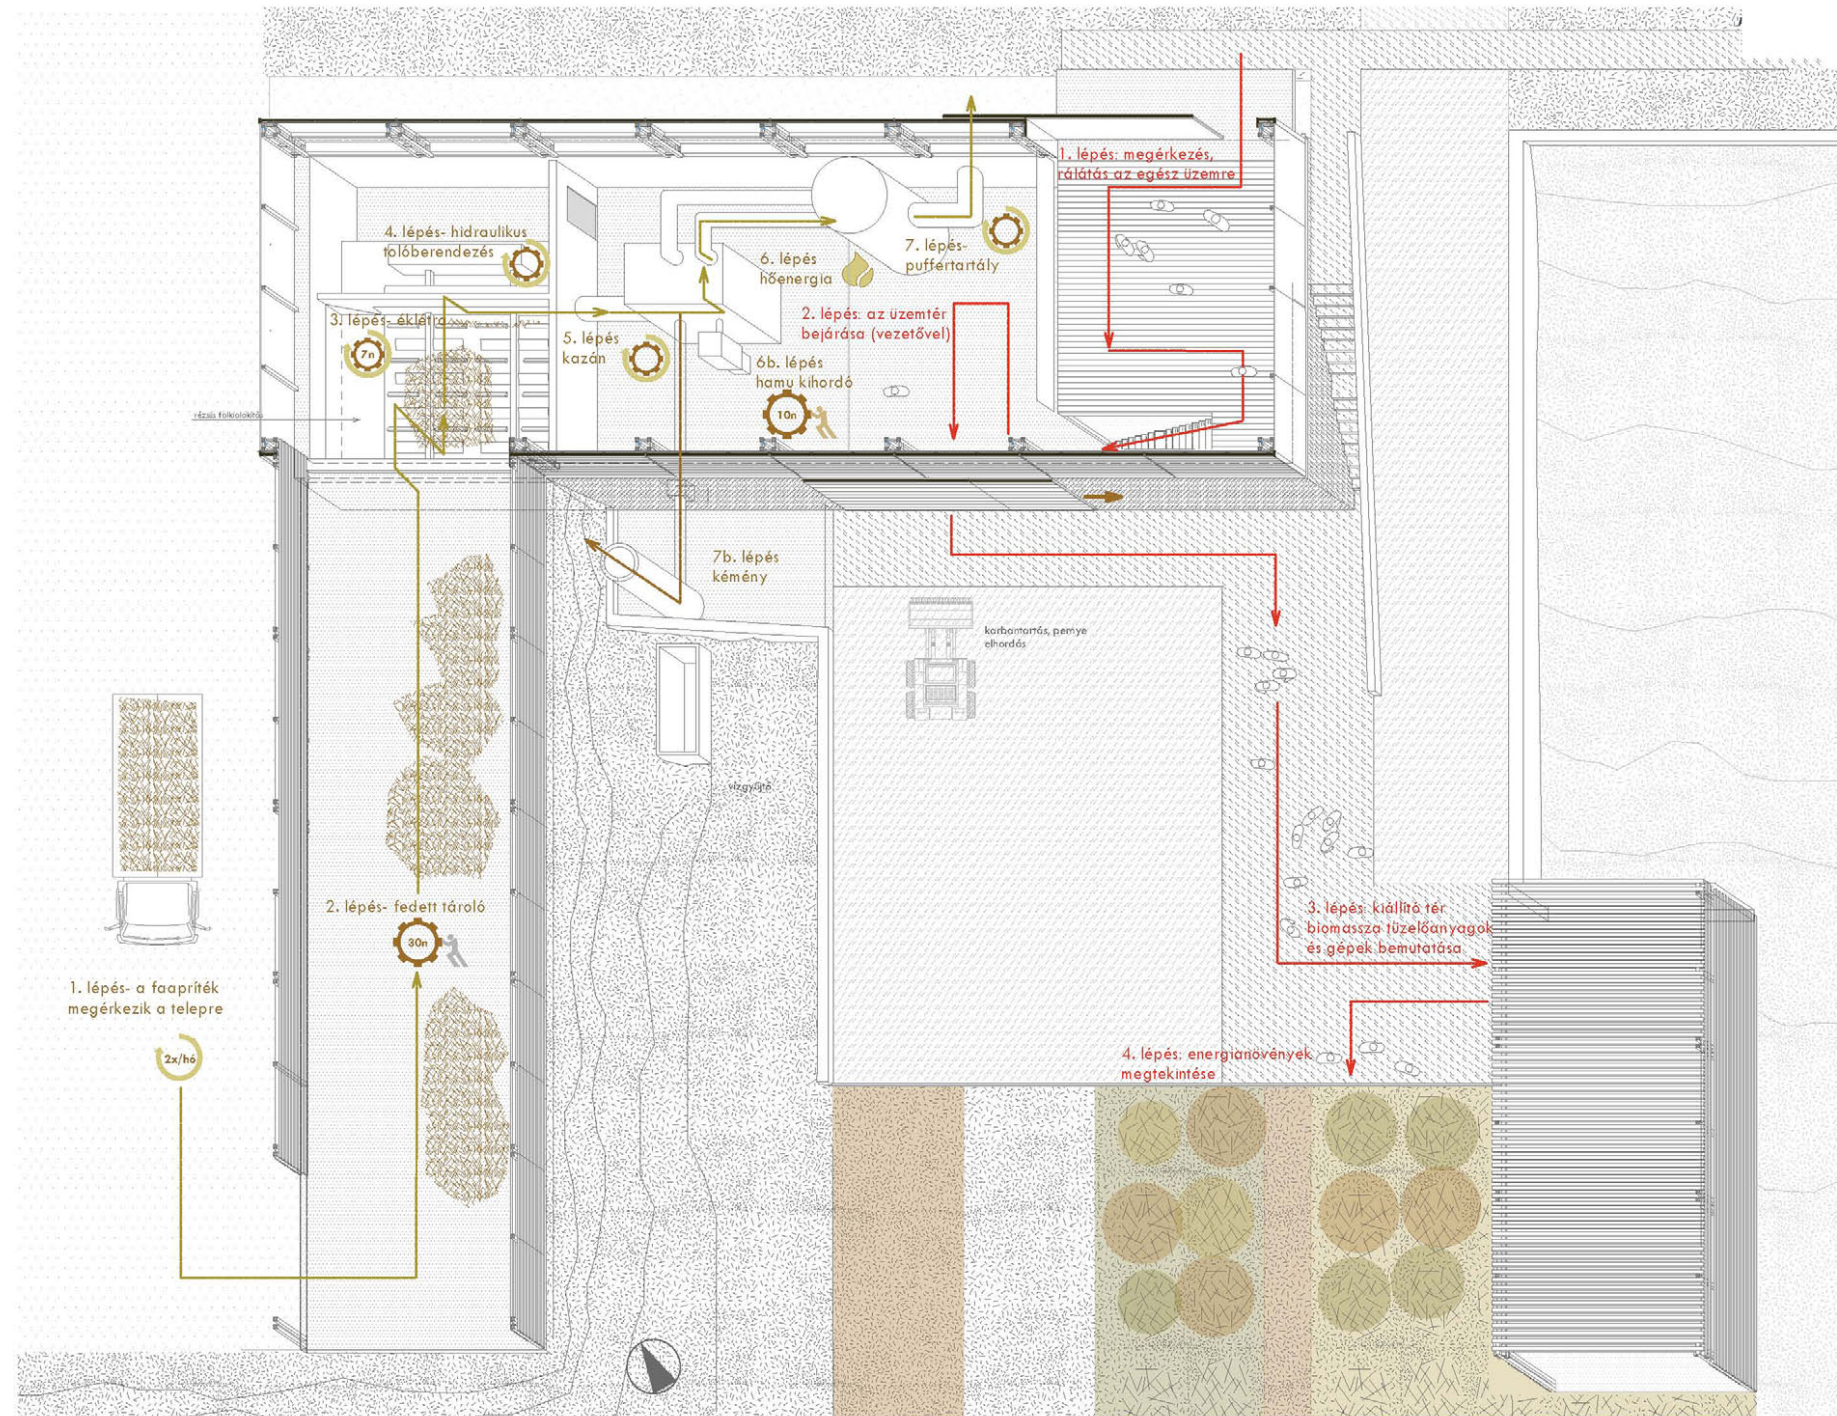 1. lépés: megérkezés,
rálátás az egész üzemre
4. lépés- hidraulikus
tolóberendezés
6. lépés
hőenergia
7. lépés-
puffertartály
3. lépés- éklétra
7n
5. lépés
kazán
2. lépés: az üzemtér
bejárása (vezetővel)
6b. lépés
hamu kihordó
10n
rézsűs
7b. lépés
kémény
karbantartás, pernye
elhordás
vízgyűjtő
2. lépés- fedett tároló
30n
3. lépés: kiállító tér
biomassza tüzelőanyagok
és gépek bemutatása
1. lépés- a faapríték
megérkezik a telepre
2x/hó
4. lépés: energianövények
megtekintése